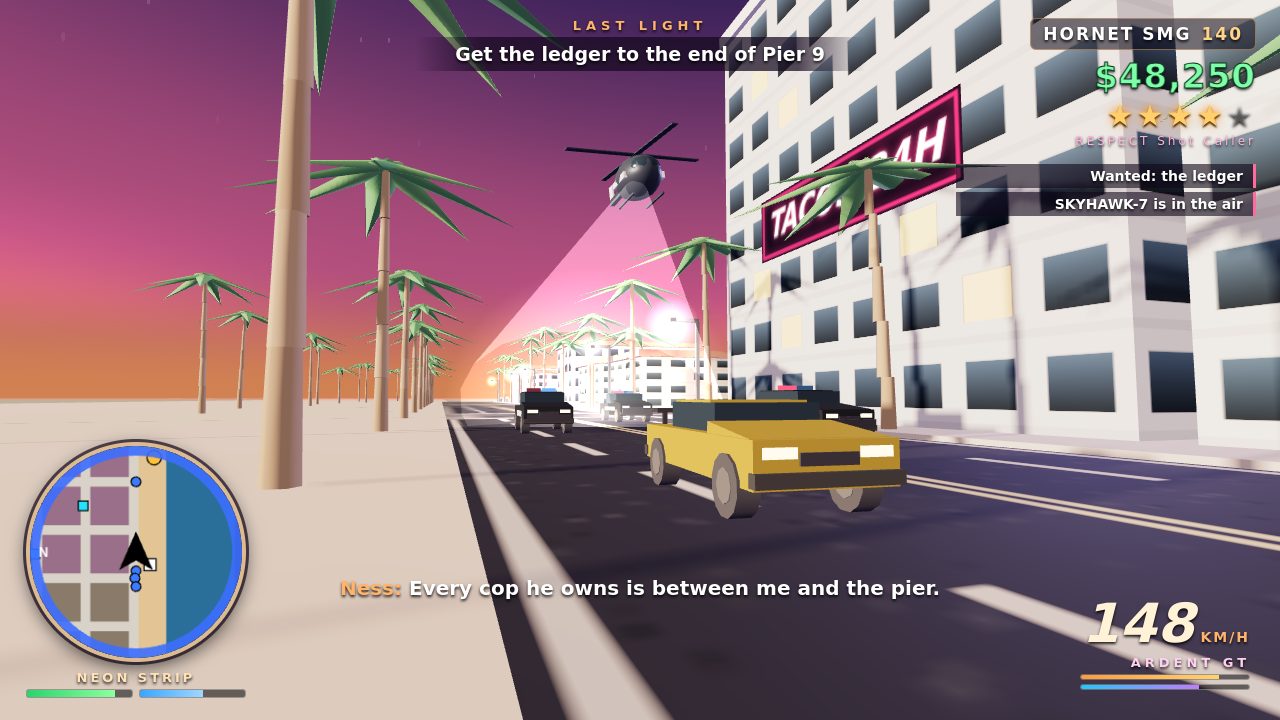 LAST LIGHT
Get the ledger to the end of Pier 9
HORNET SMG 140
$48,250
RESPECT Shot Caller
Wanted: the ledger
SKYHAWK-7 is in the air
N
Ness: Every cop he owns is between me and the pier.
148 KM/H
ARDENT GT
NEON STRIP